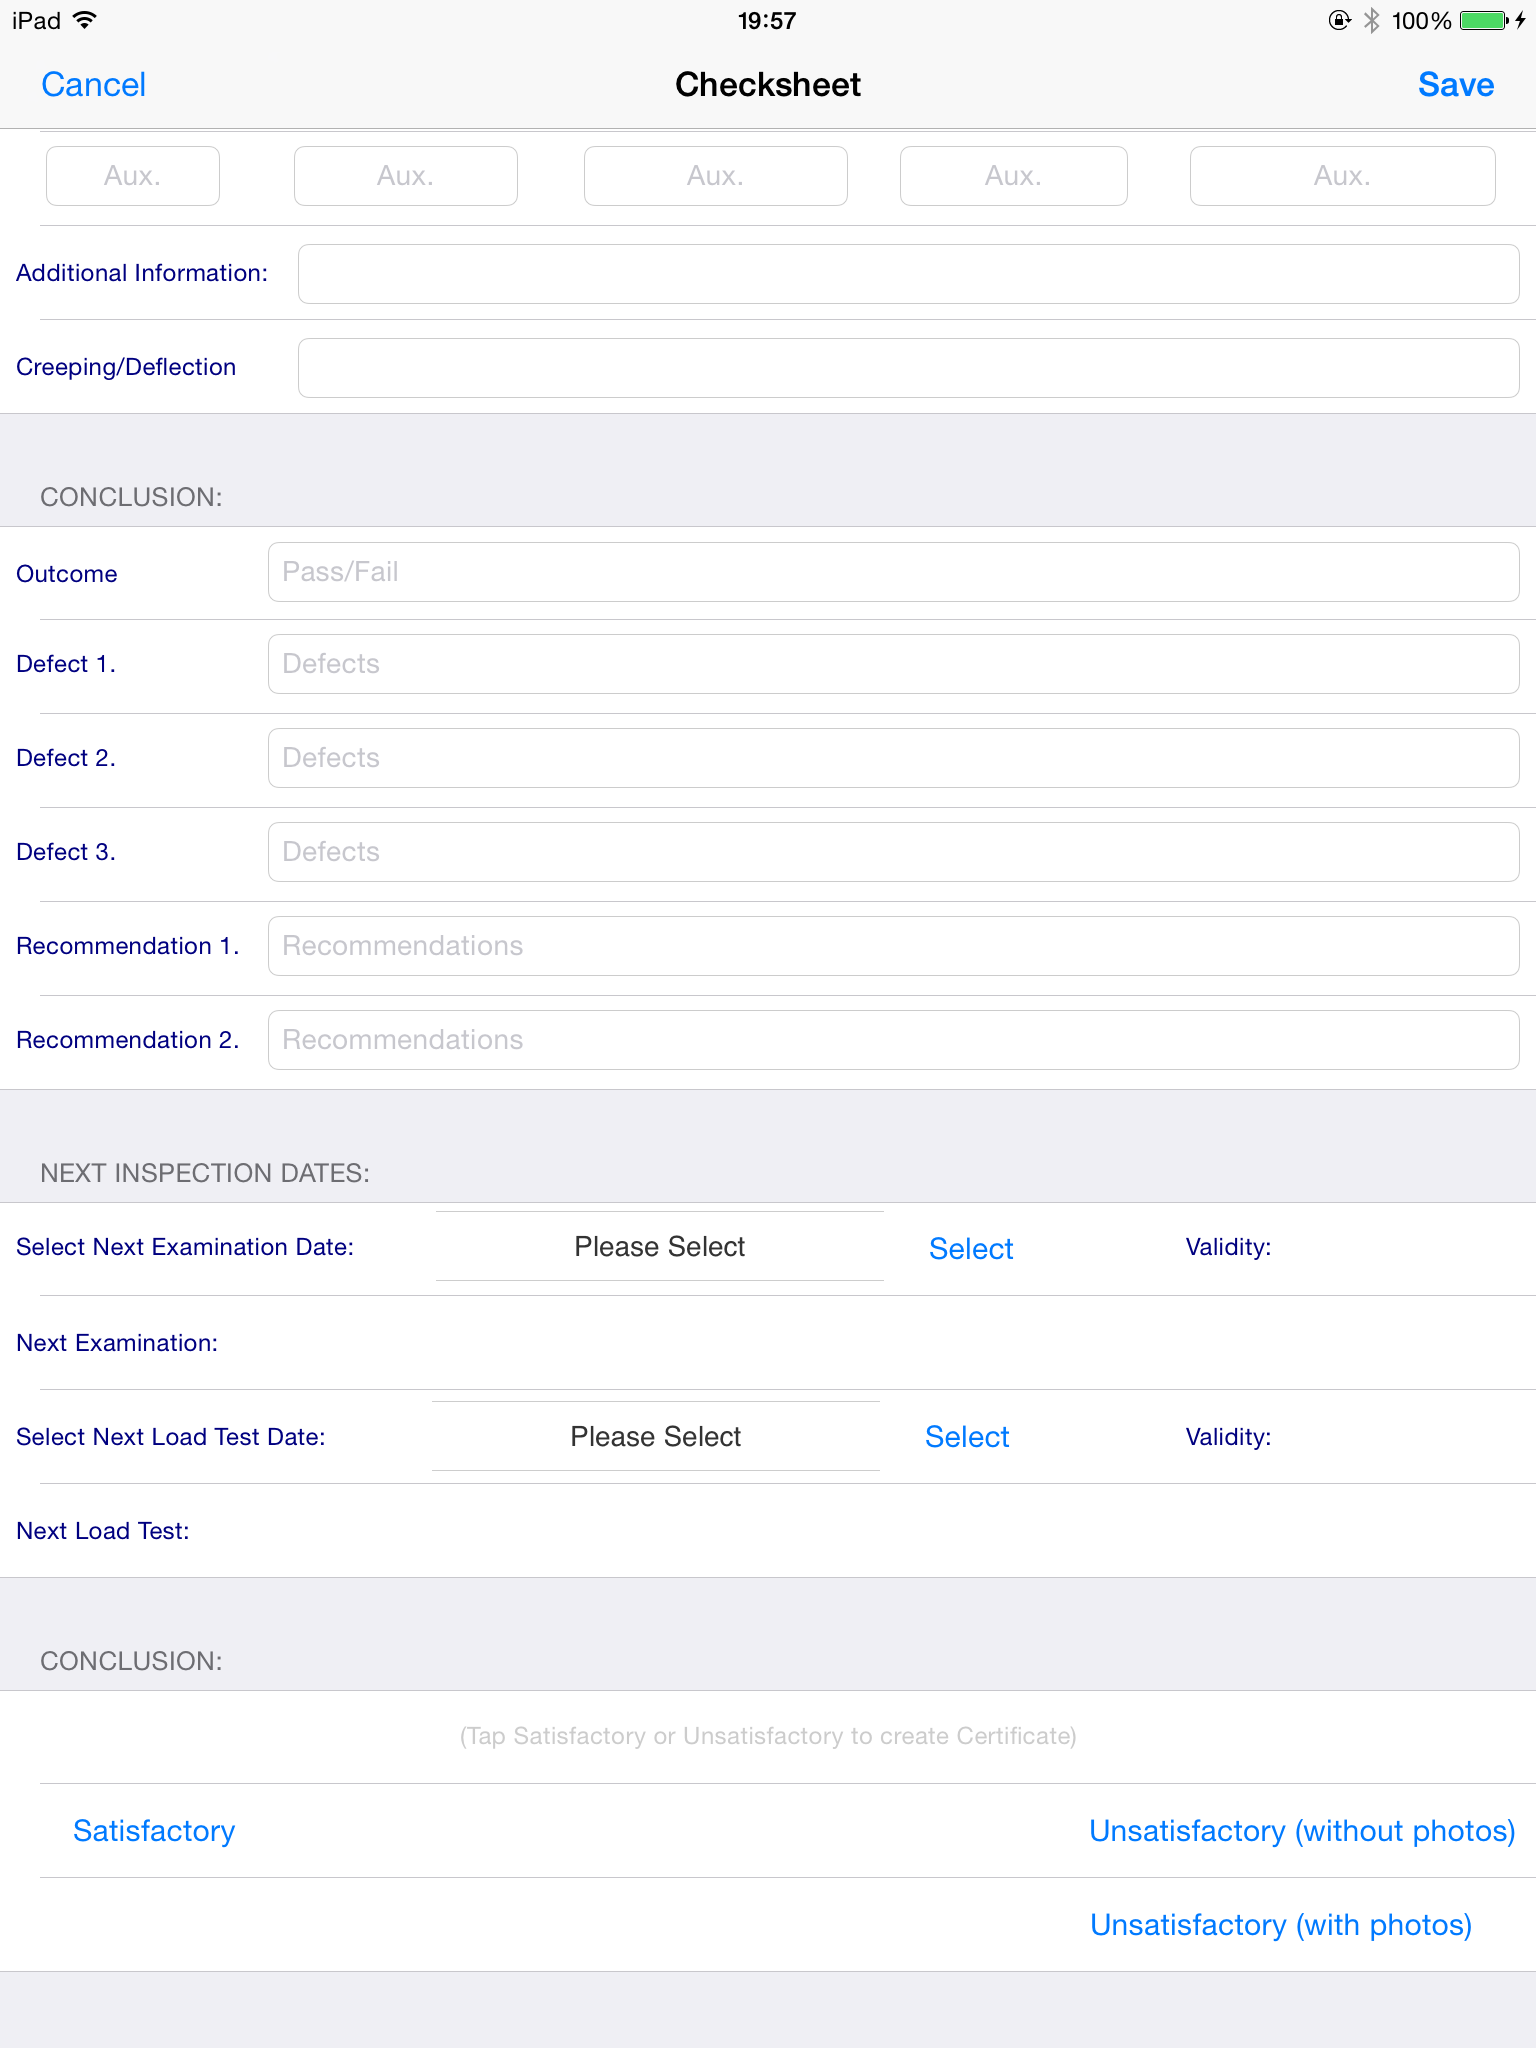 iPad 19:57 100%
Cancel Checksheet Save
Aux. Aux. Aux. Aux. Aux.
Additional Information:
Creeping/Deflection
CONCLUSION:
Outcome Pass/Fail
Defect 1. Defects
Defect 2. Defects
Defect 3. Defects
Recommendation 1. Recommendations
Recommendation 2. Recommendations
NEXT INSPECTION DATES:
Select Next Examination Date: Please Select Select Validity:
Next Examination:
Select Next Load Test Date: Please Select Select Validity:
Next Load Test:
CONCLUSION:
(Tap Satisfactory or Unsatisfactory to create Certificate)
Satisfactory Unsatisfactory (without photos)
Unsatisfactory (with photos)